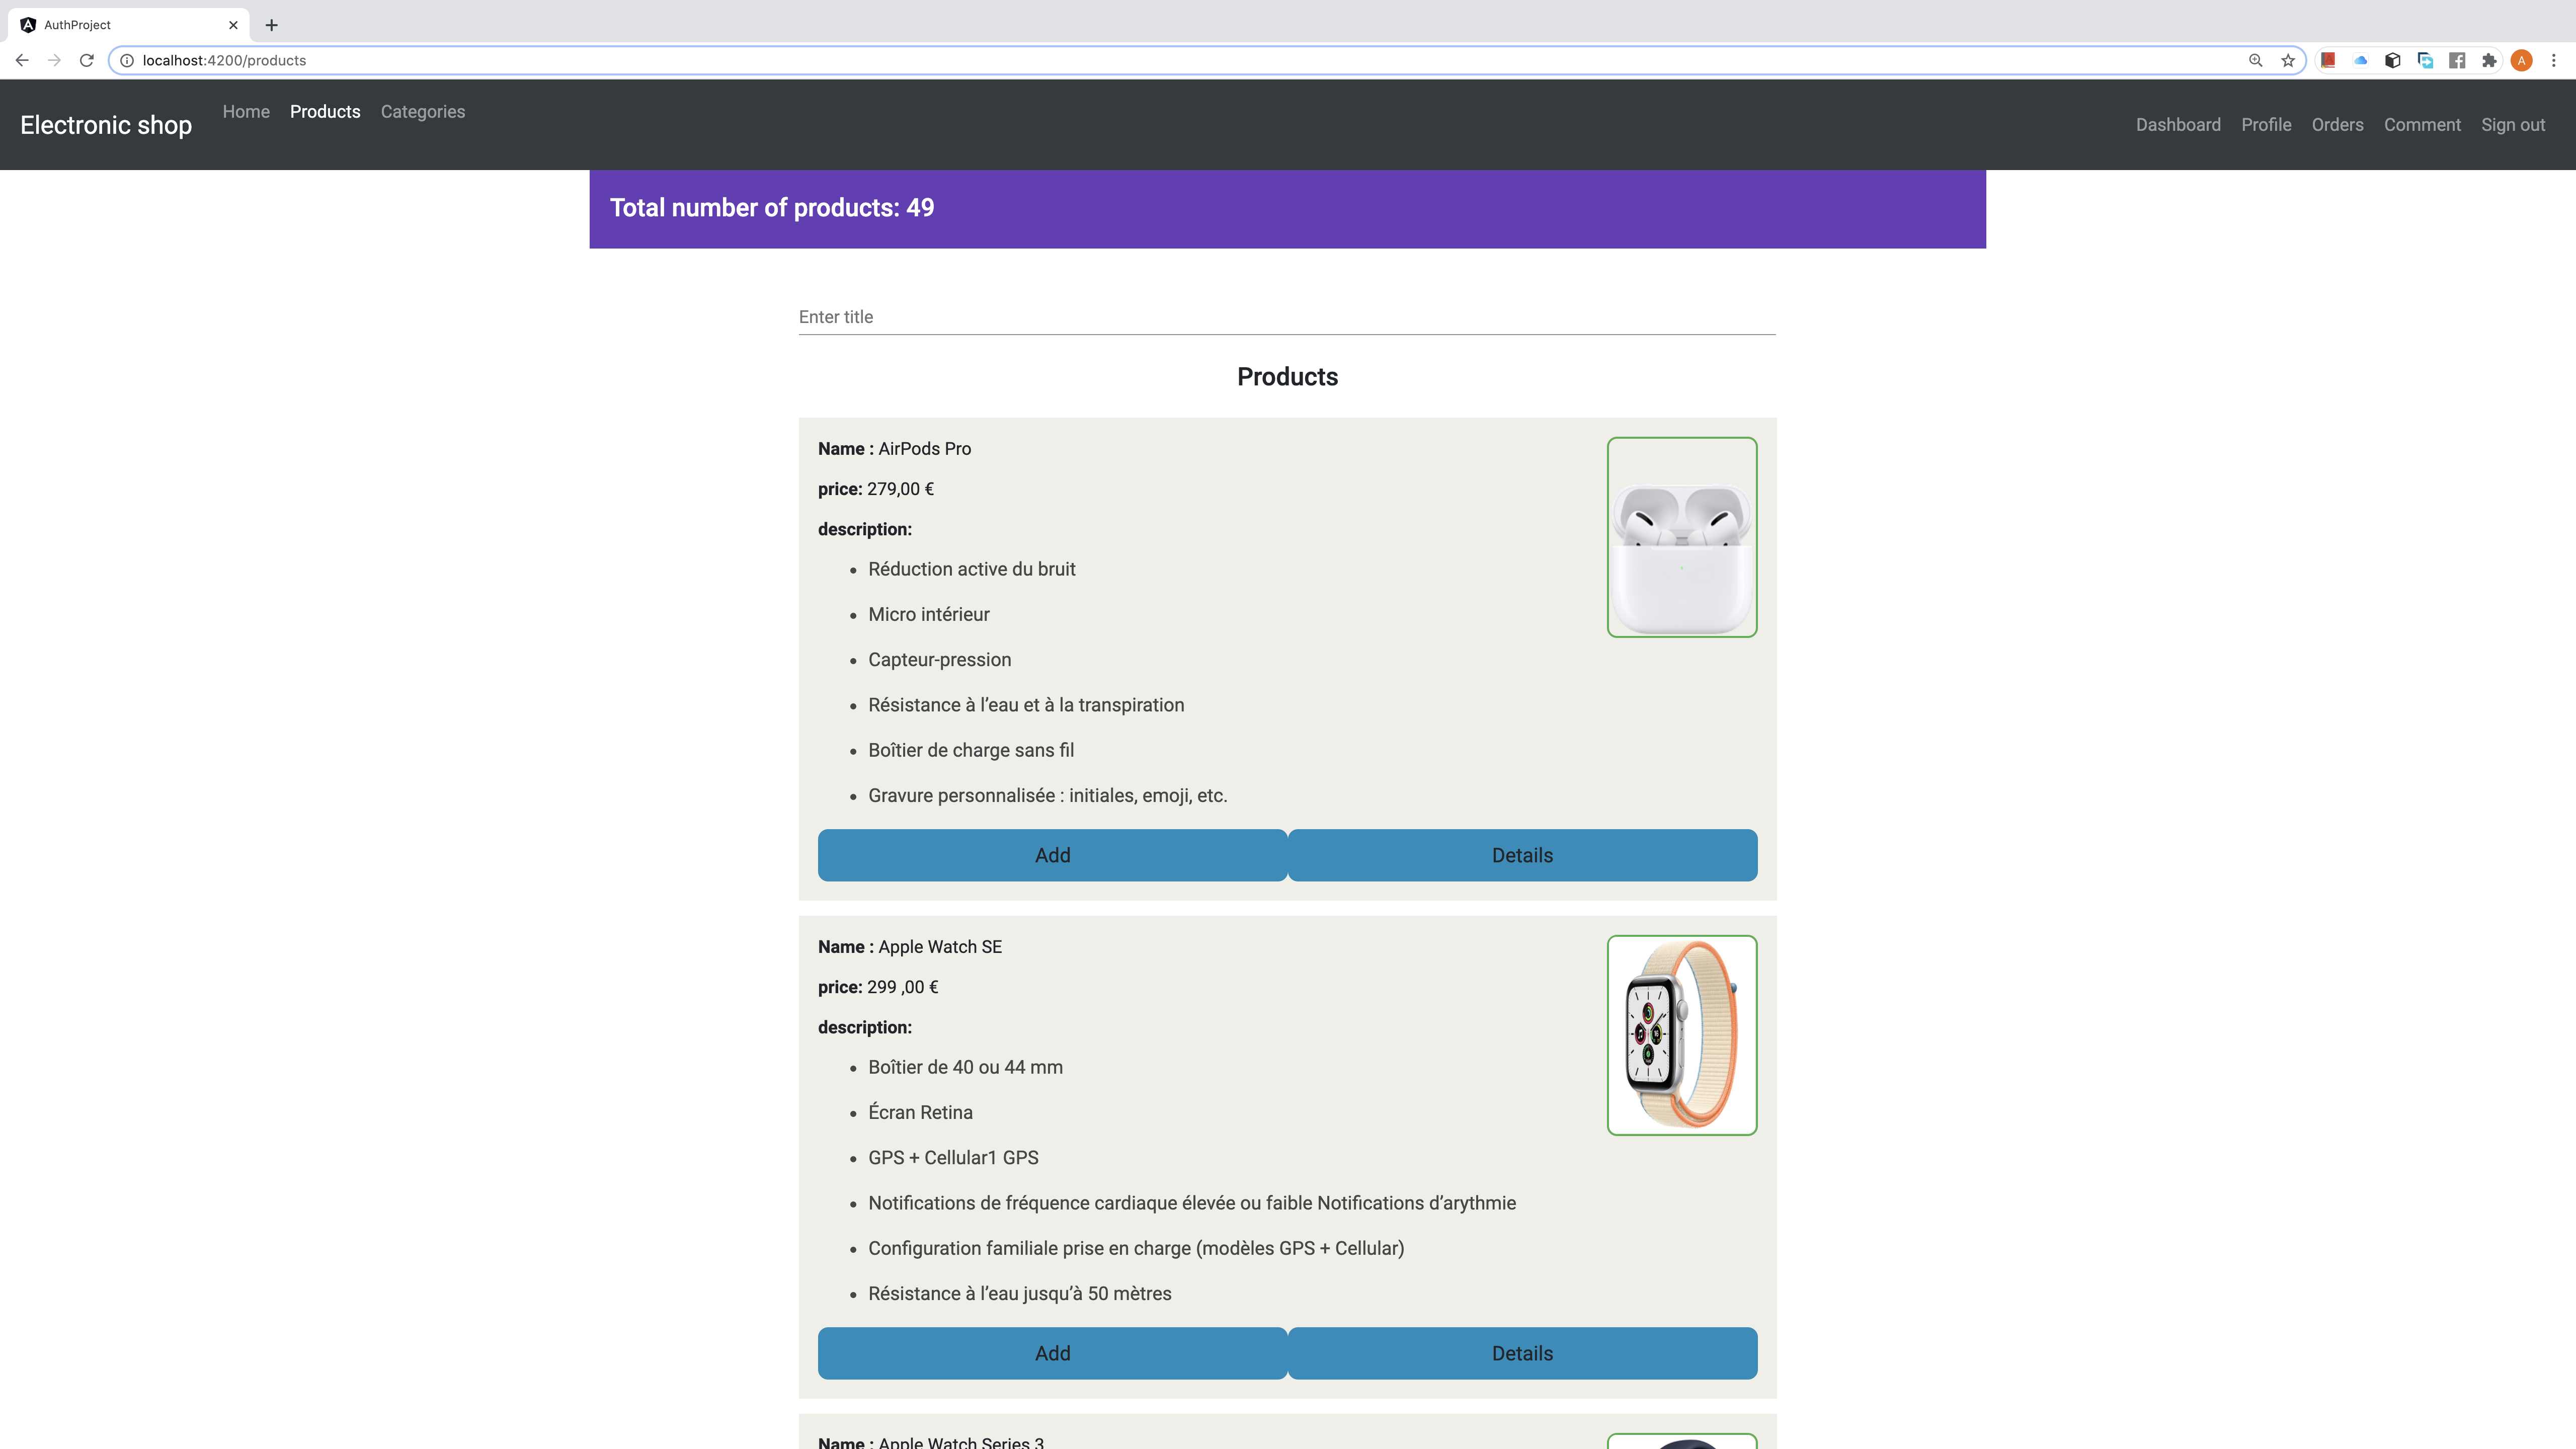 AuthProject
localhost:4200/products
A
Electronic shop
Home Products Categories
Dashboard Profile Orders Comment Sign out
Total number of products: 49
Enter title
Products
Name : AirPods Pro
price: 279,00 €
description:
Réduction active du bruit
Micro intérieur
Capteur-pression
Résistance à l’eau et à la transpiration
Boîtier de charge sans fil
Gravure personnalisée : initiales, emoji, etc.
Add Details
Name : Apple Watch SE
price: 299 ,00 €
description:
Boîtier de 40 ou 44 mm
Écran Retina
GPS + Cellular1 GPS
Notifications de fréquence cardiaque élevée ou faible Notifications d’arythmie
Configuration familiale prise en charge (modèles GPS + Cellular)
Résistance à l’eau jusqu’à 50 mètres
Add Details
Name : Apple Watch Series 3